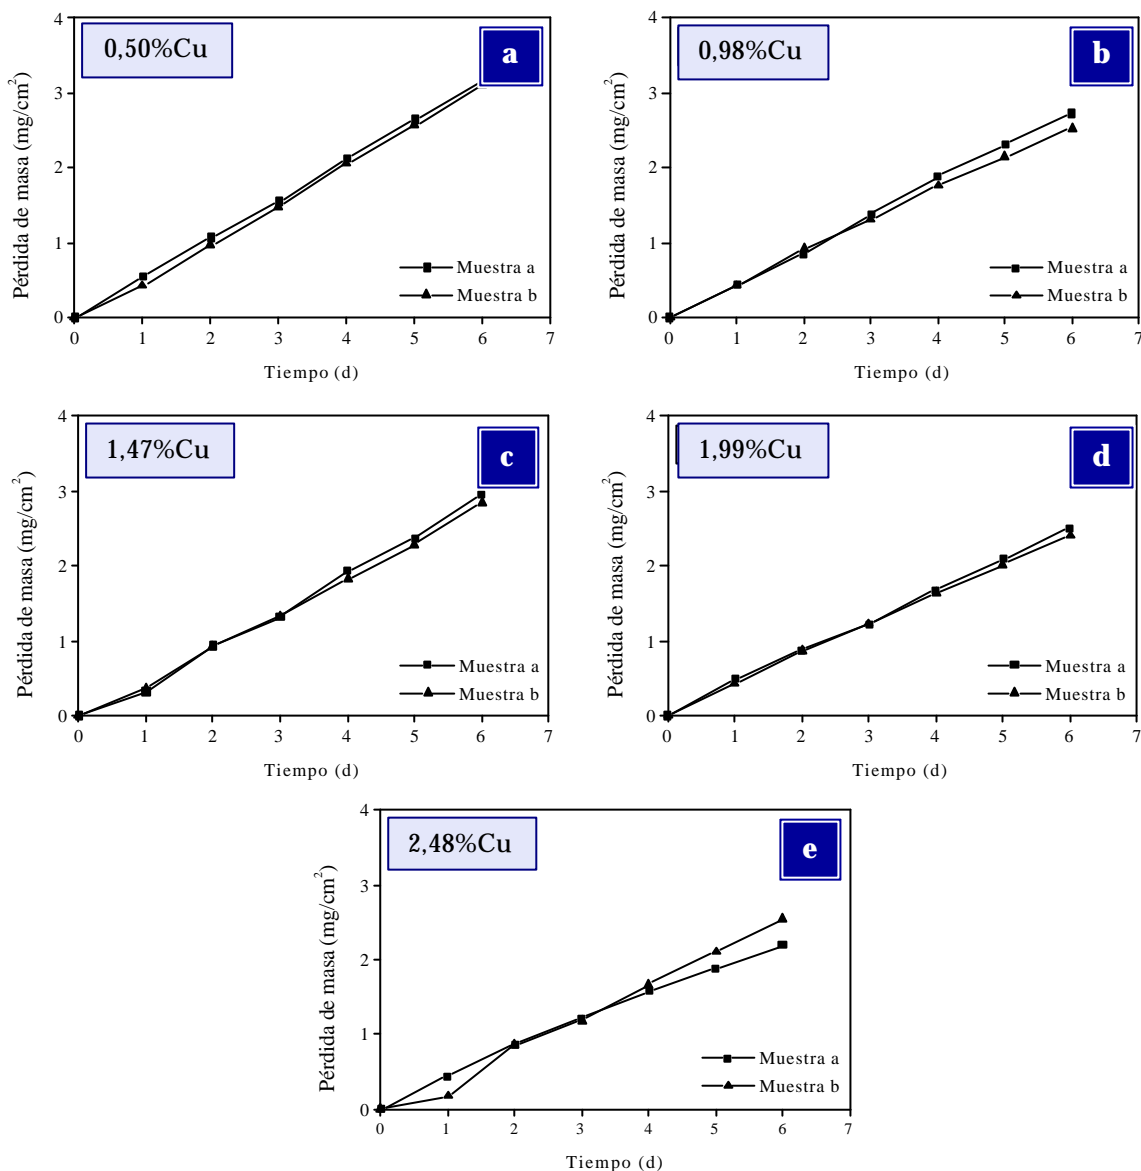 0,50%Cu
a
Pérdida de masa (mg/cm²)
4
3
2
1
0
Muestra a
Muestra b
0 1 2 3 4 5 6 7
Tiempo (d)
0,98%Cu
b
Pérdida de masa (mg/cm²)
4
3
2
1
0
Muestra a
Muestra b
0 1 2 3 4 5 6 7
Tiempo (d)
1,47%Cu
c
Pérdida de masa (mg/cm²)
4
3
2
1
0
Muestra a
Muestra b
0 1 2 3 4 5 6 7
Tiempo (d)
1,99%Cu
d
Pérdida de masa (mg/cm²)
4
3
2
1
0
Muestra a
Muestra b
0 1 2 3 4 5 6 7
Tiempo (d)
2,48%Cu
e
Pérdida de masa (mg/cm²)
4
3
2
1
0
Muestra a
Muestra b
0 1 2 3 4 5 6 7
Tiempo (d)